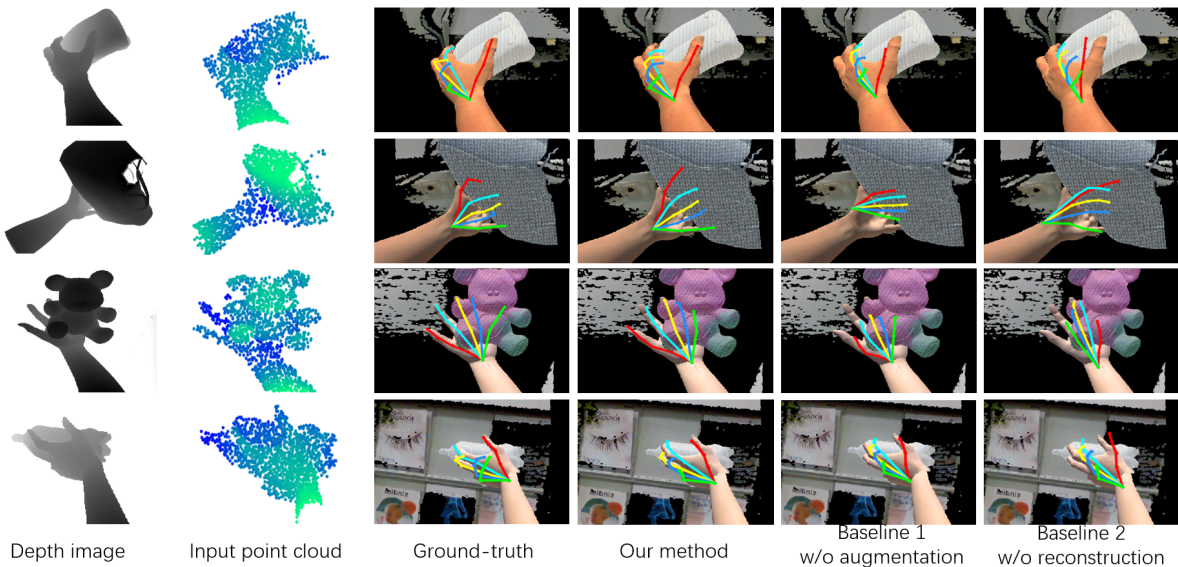 Depth image
Input point cloud
Ground-truth
Our method
Baseline 1
w/o augmentation
Baseline 2
w/o reconstruction